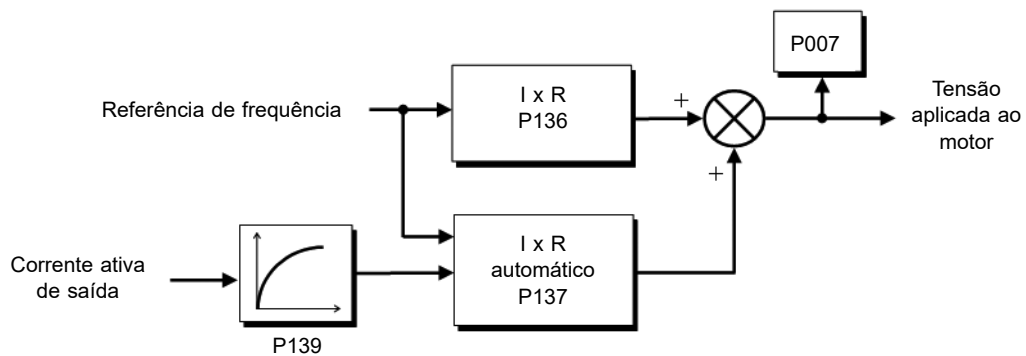 P007
Referência de frequência
I x R
P136
+
Tensão
aplicada ao
motor
+
Corrente ativa
de saída
I x R
automático
P137
P139